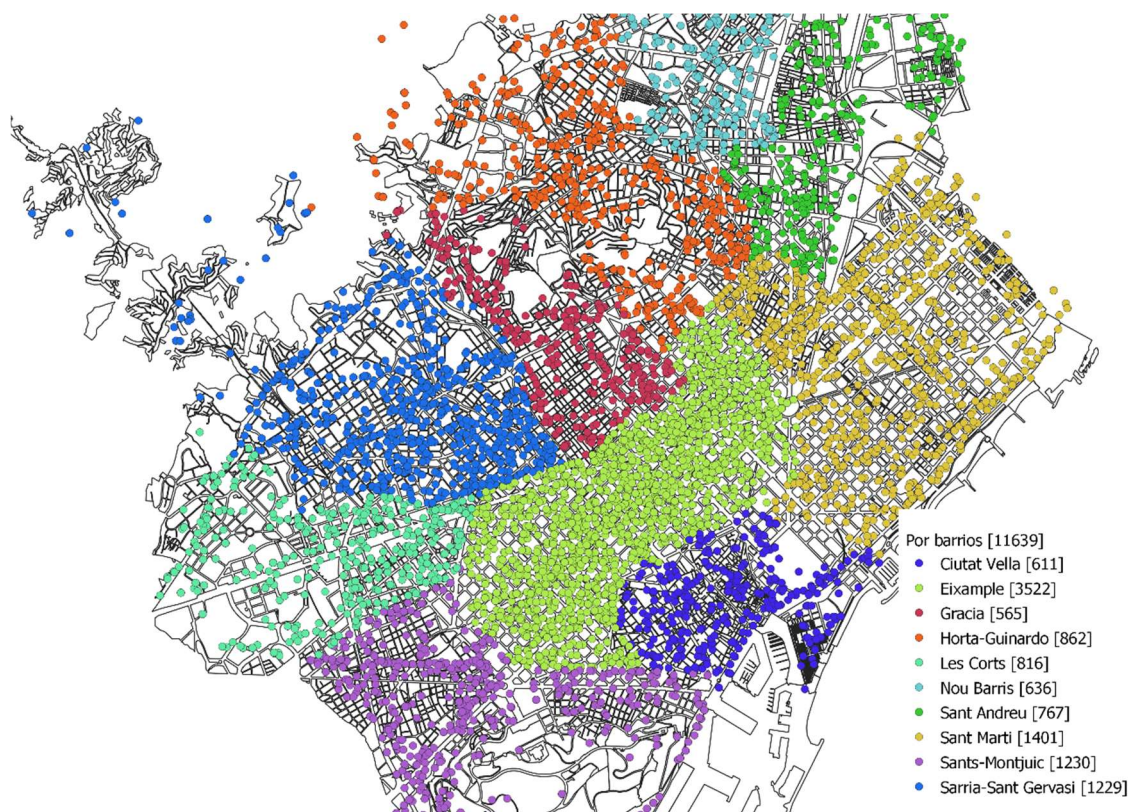 Por barrios [11639]
Ciutat Vella [611]
Eixample [3522]
Gracia [565]
Horta-Guinardo [862]
Les Corts [816]
Nou Barris [636]
Sant Andreu [767]
Sant Marti [1401]
Sants-Montjuic [1230]
Sarria-Sant Gervasi [1229]